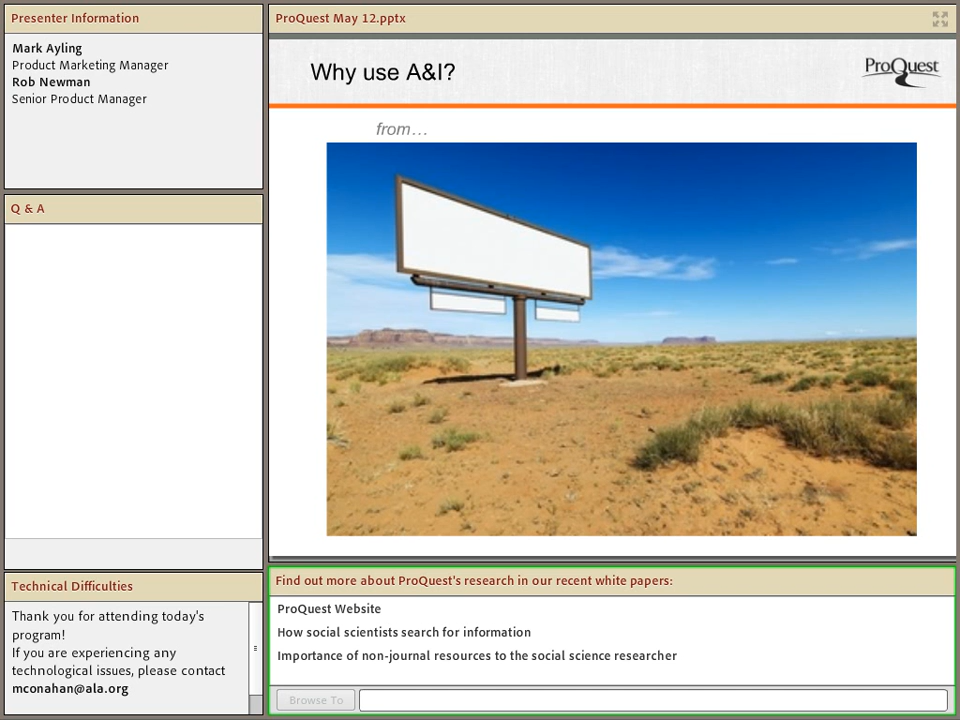 Presenter Information
Mark Ayling
Product Marketing Manager
Rob Newman
Senior Product Manager
Q & A
Technical Difficulties
Thank you for attending today's
program!
If you are experiencing any
technological issues, please contact
mconahan@ala.org
ProQuest May 12.pptx
Why use A&I?
ProQuest
from...
Find out more about ProQuest's research in our recent white papers:
ProQuest Website
How social scientists search for information
Importance of non-journal resources to the social science researcher
Browse To